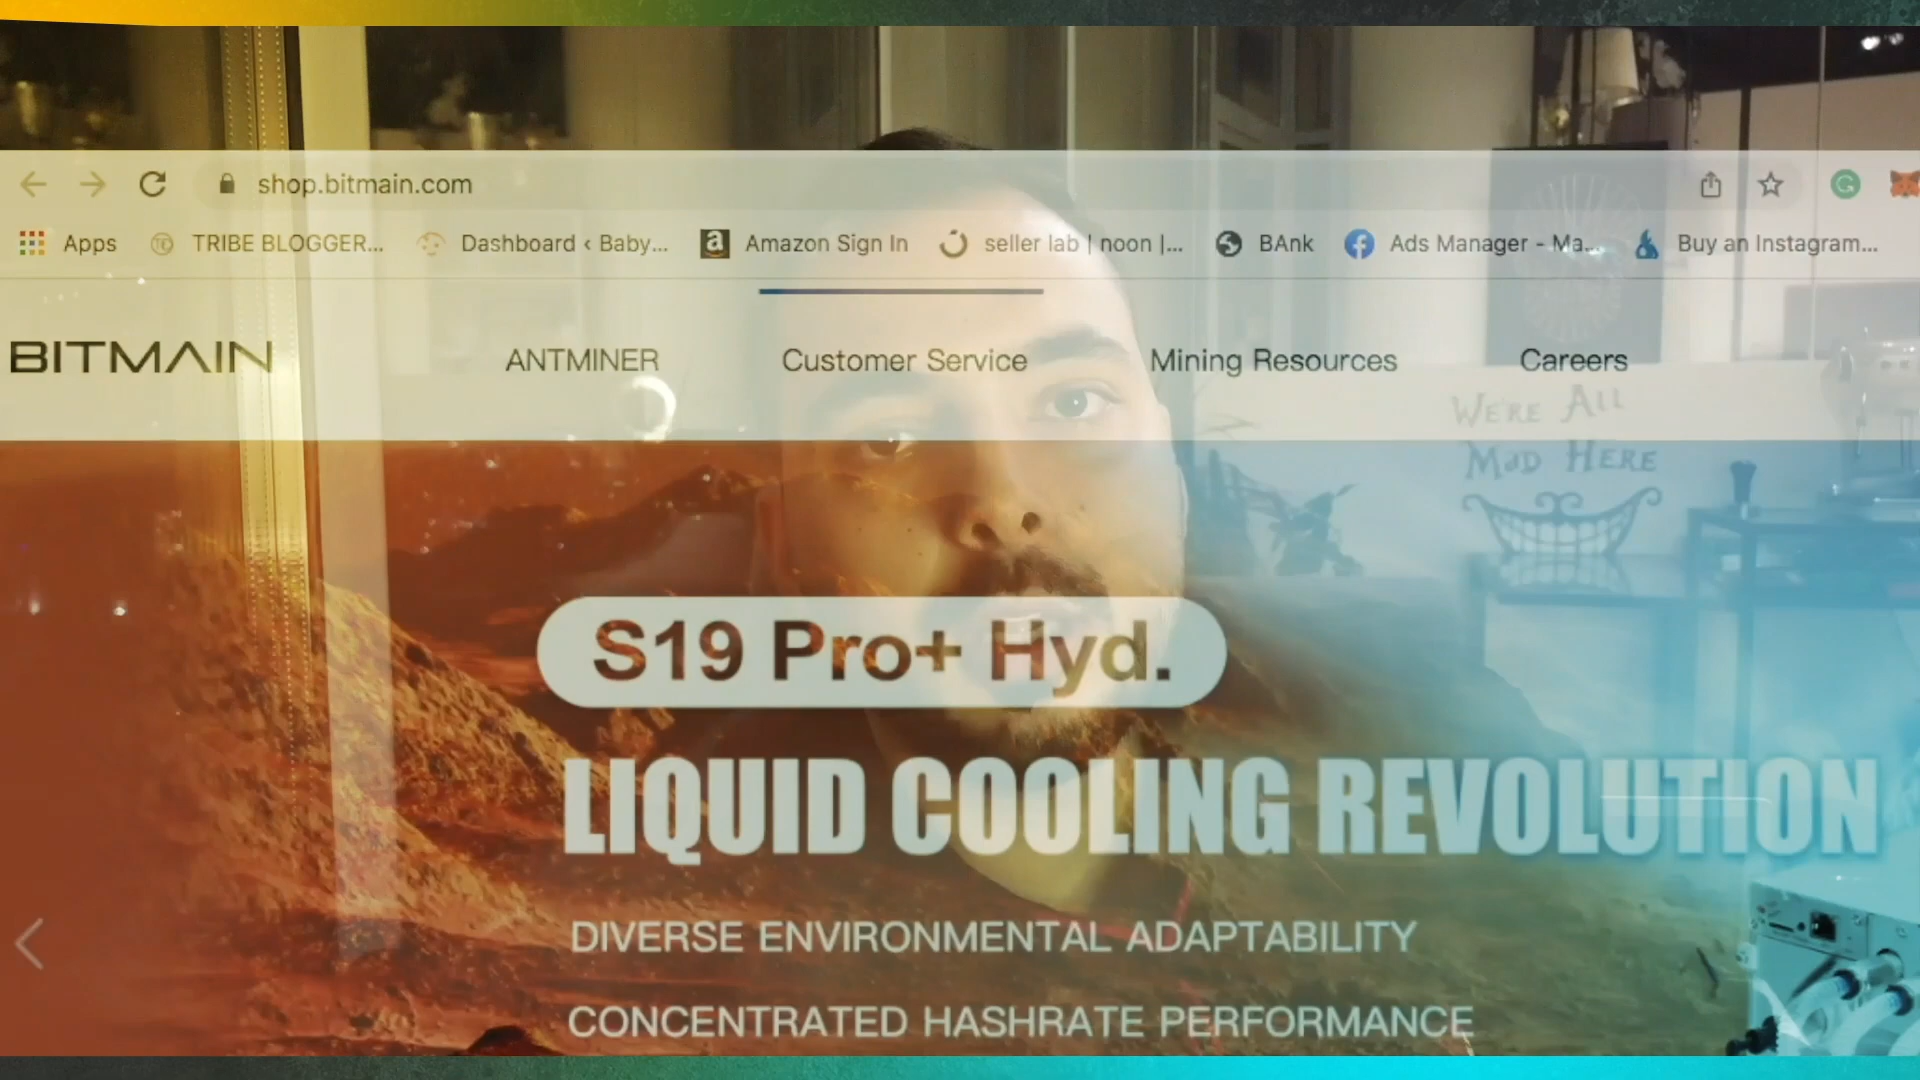 shop.bitmain.com
Apps TRIBE BLOGGER... Dashboard ‹ Baby... Amazon Sign In seller lab | noon |... BAnk Ads Manager - Ma... Buy an Instagram...
BITMAIN ANTMINER Customer Service Mining Resources Careers
WE'RE ALL
MAD HERE
S19 Pro+ Hyd.
LIQUID COOLING REVOLUTION
DIVERSE ENVIRONMENTAL ADAPTABILITY
CONCENTRATED HASHRATE PERFORMANCE